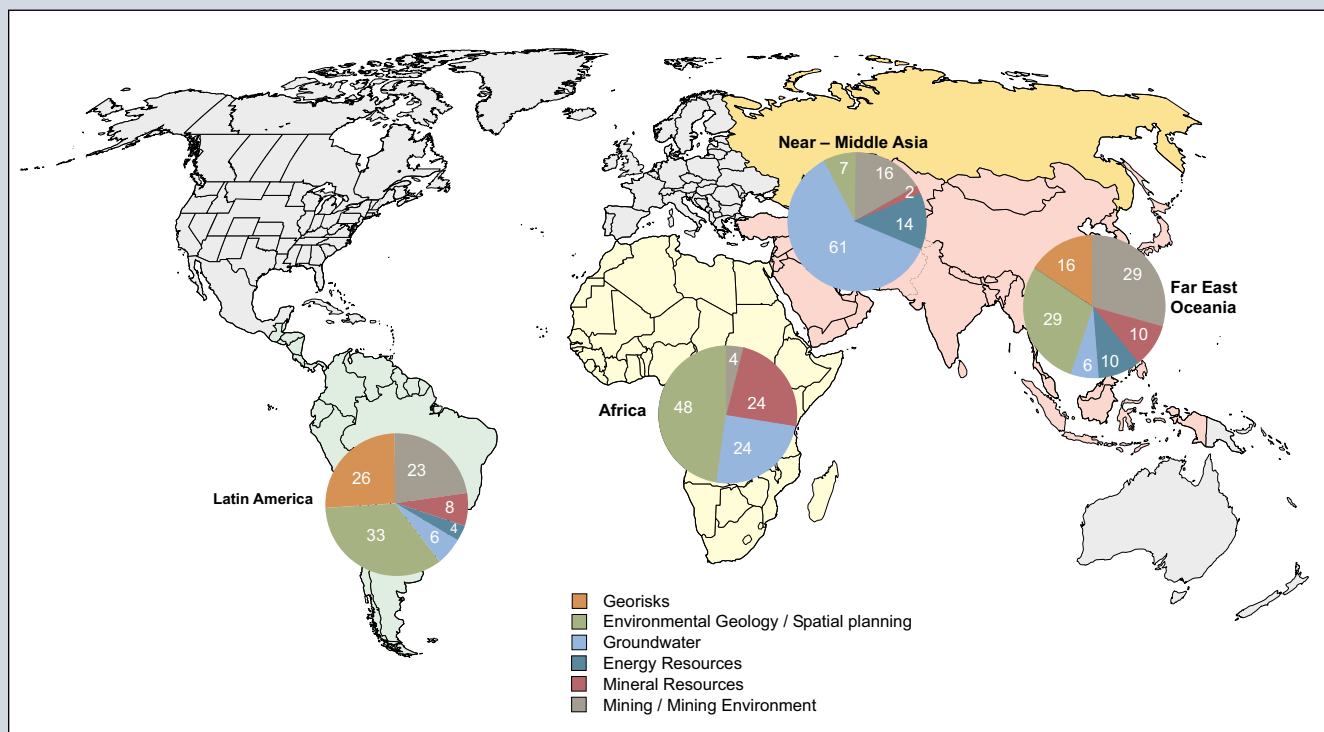 Near – Middle Asia
7
16
2
14
61
Far East
Oceania
16
29
29
10
10
6
Africa
4
48
24
24
Latin America
26
23
8
4
6
33
Georisks
Environmental Geology / Spatial planning
Groundwater
Energy Resources
Mineral Resources
Mining / Mining Environment